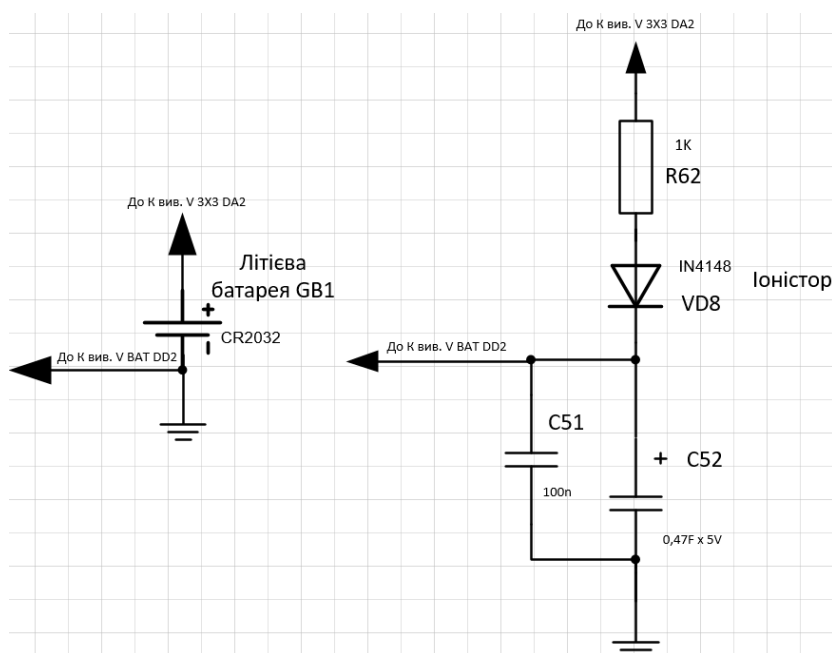 До К вив. V 3X3 DA2
1K
R62
До К вив. V 3X3 DA2
Літієва
батарея GB1
+
CR2032
До К вив. V BAT DD2
IN4148
VD8
Іоністор
До К вив. V BAT DD2
C51
100n
+
C52
0,47F x 5V